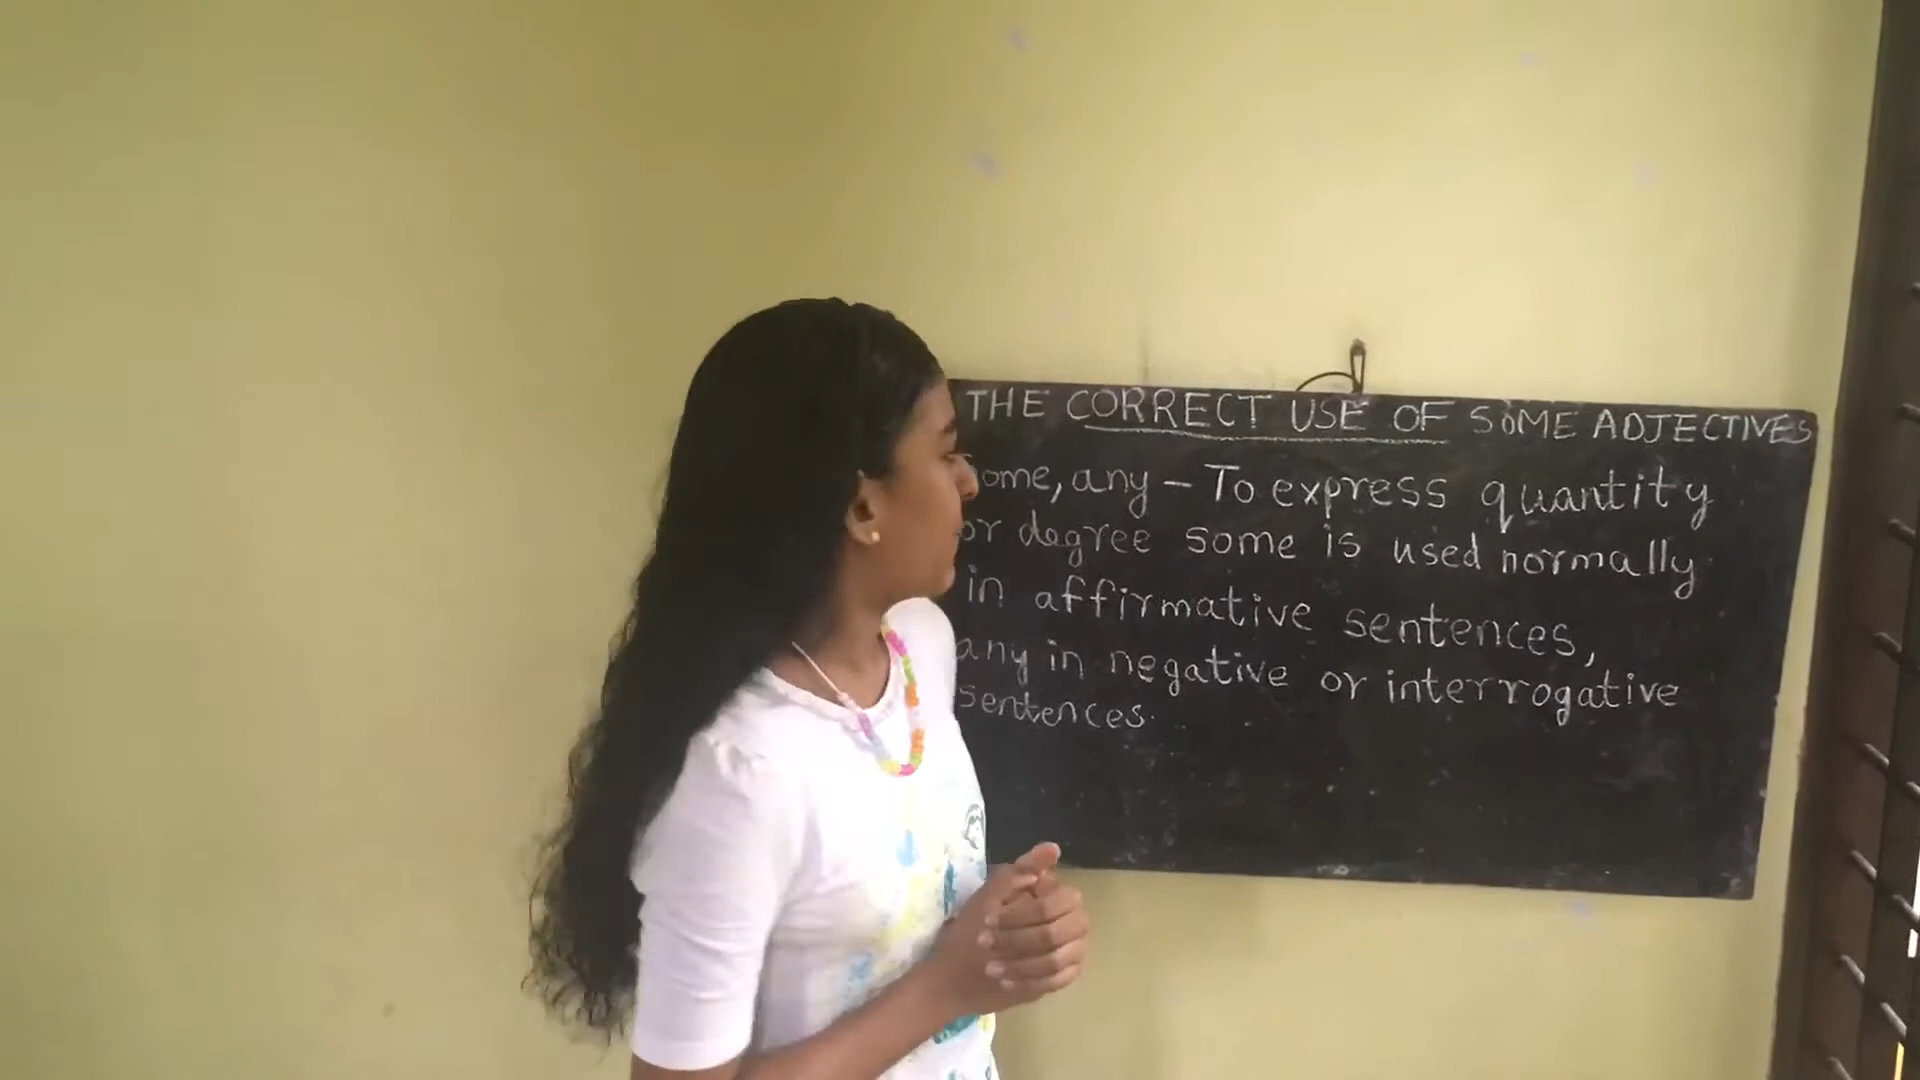 THE CORRECT USE OF SOME ADJECTIVES
ome, any - To express quantity
or degree some is used normally
in affirmative sentences,
any in negative or interrogative
sentences.